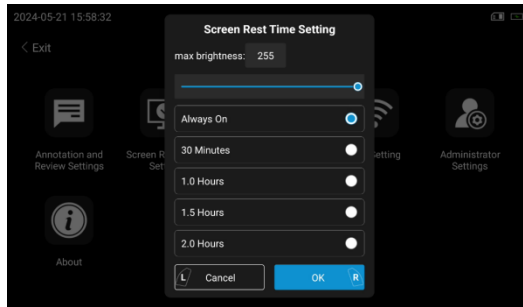 2024-05-21 15:58:32
Exit
Screen Rest Time Setting
max brightness: 255
Always On
30 Minutes
1.0 Hours
1.5 Hours
2.0 Hours
L Cancel
OK R
Annotation and
Review Settings
Screen R
Set
etting
Administrator
Settings
About